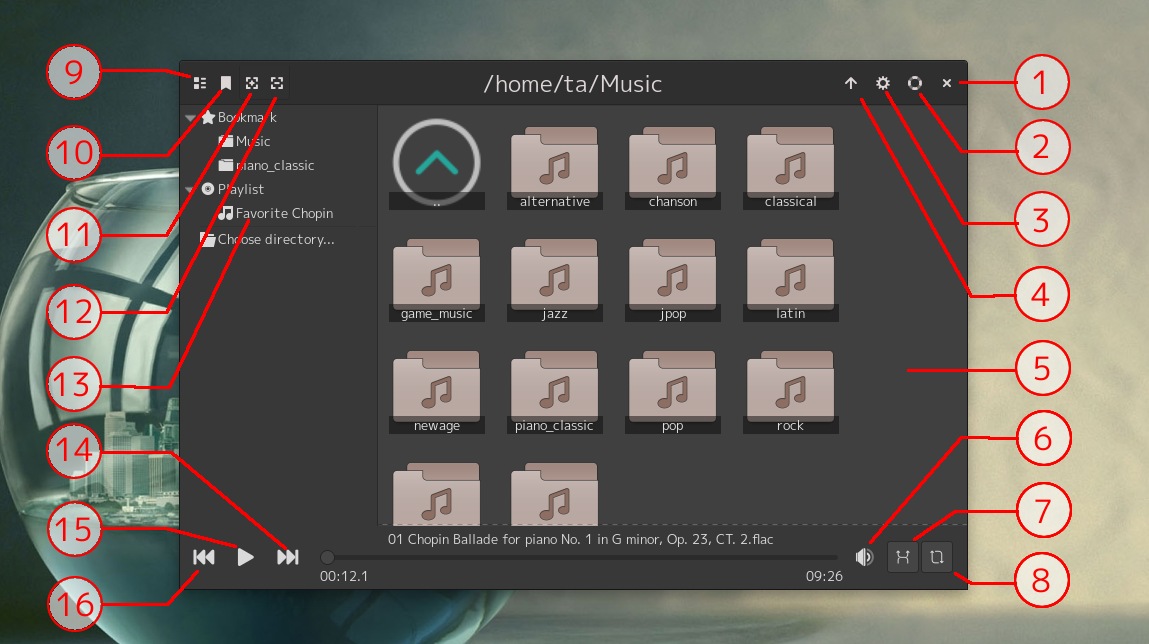 /home/ta/Music
Bookmark
Music
piano_classic
Playlist
Favorite Chopin
Choose directory...
..
alternative
chanson
classical
game_music
jazz
jpop
latin
newage
piano_classic
pop
rock
01 Chopin Ballade for piano No. 1 in G minor, Op. 23, CT. 2.flac
00:12.1
09:26
1
2
3
4
5
6
7
8
9
10
11
12
13
14
15
16